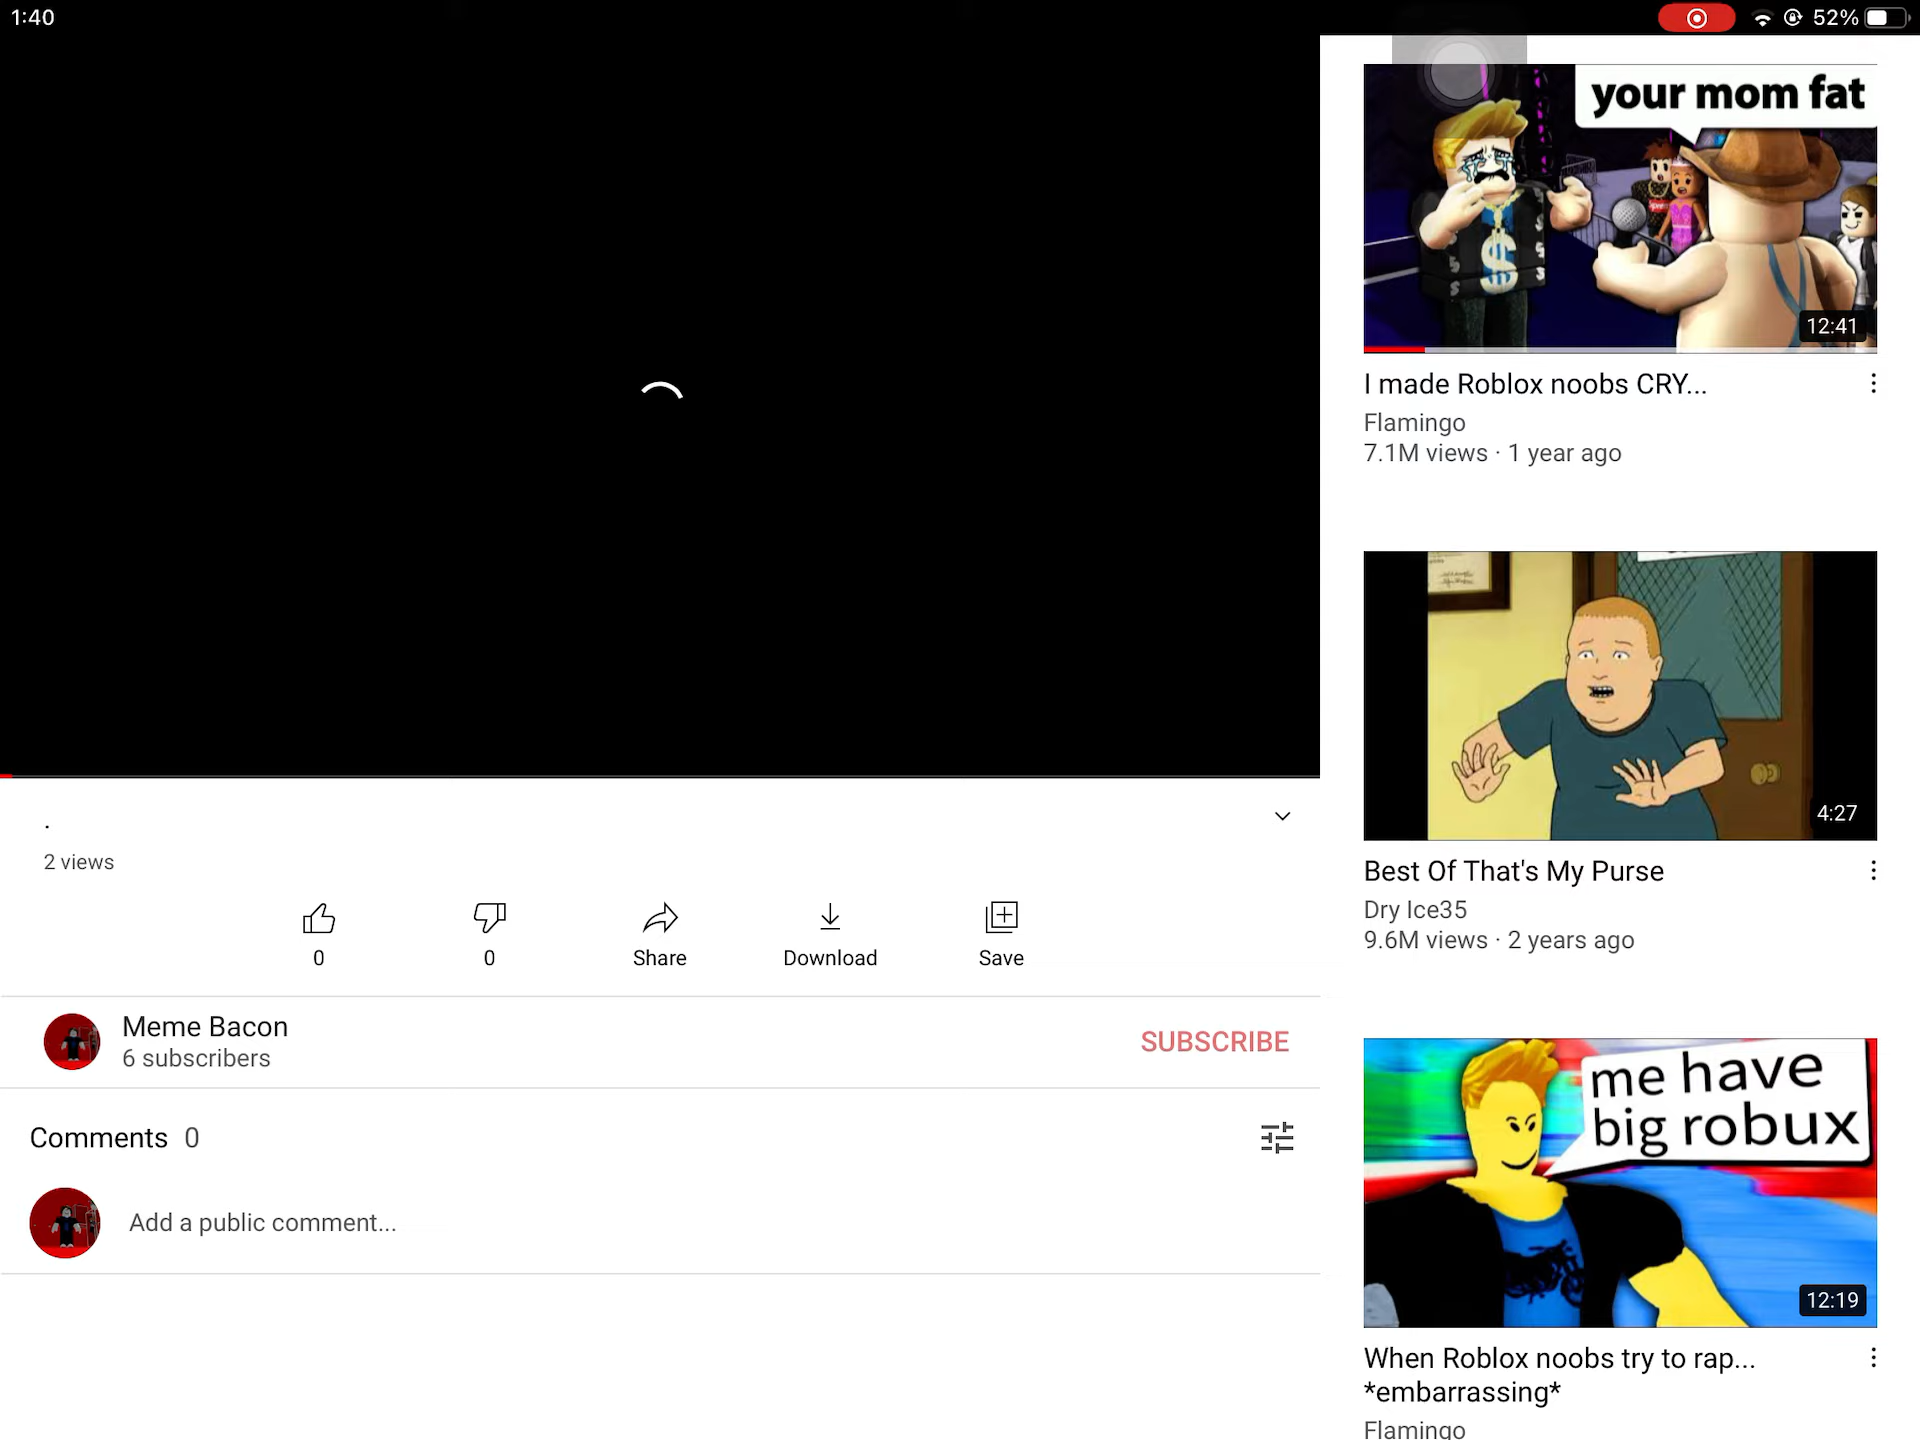 1:40
52%
.
2 views
0
0
Share
Download
Save
Meme Bacon
6 subscribers
SUBSCRIBE
Comments 0
Add a public comment...
your mom fat
12:41
I made Roblox noobs CRY...
Flamingo
7.1M views · 1 year ago
4:27
Best Of That's My Purse
Dry Ice35
9.6M views · 2 years ago
me have
big robux
12:19
When Roblox noobs try to rap...
*embarrassing*
Flamingo